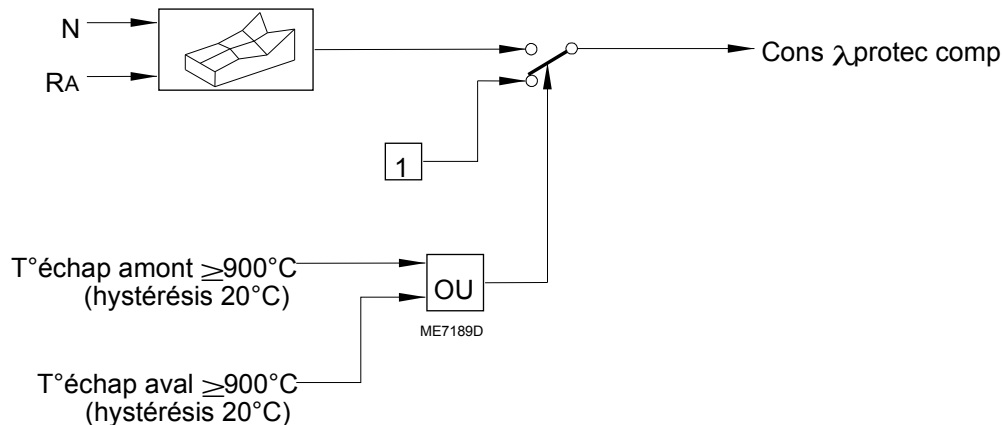 N
RA
Cons λprotec comp
1
T°échap amont ≥900°C
(hystérésis 20°C)
OU
ME7189D
T°échap aval ≥900°C
(hystérésis 20°C)